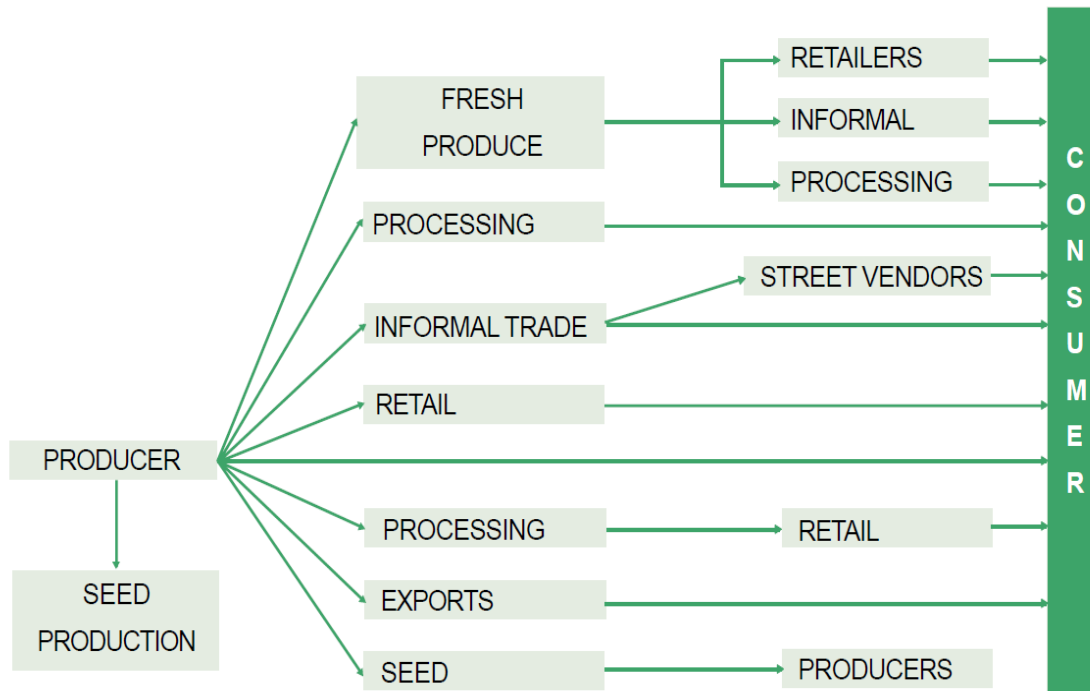 FRESH
PRODUCE
RETAILERS
INFORMAL
PROCESSING
PROCESSING
STREET VENDORS
INFORMAL TRADE
RETAIL
PRODUCER
PROCESSING
RETAIL
EXPORTS
SEED
PRODUCERS
SEED
PRODUCTION
CONSUMER